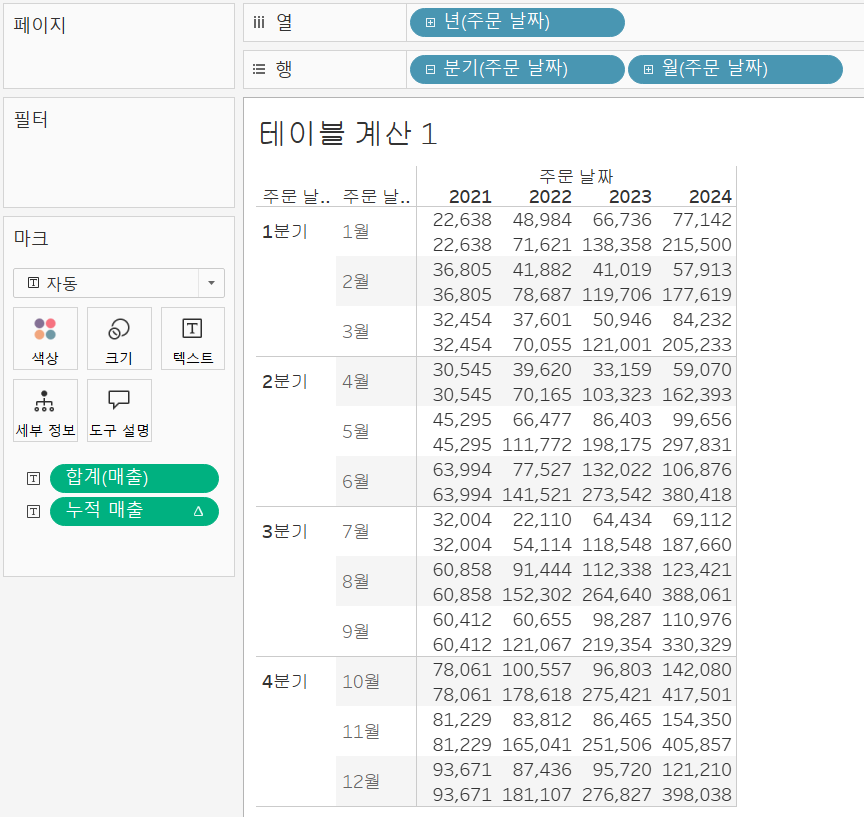 페이지
필터
마크
자동
색상 크기 텍스트
세부 정보 도구 설명
합계(매출)
누적 매출 Δ
열 년(주문 날짜)
행 분기(주문 날짜) 월(주문 날짜)
테이블 계산 1
주문 날짜
주문 날.. 주문 날.. 2021 2022 2023 2024
1분기 1월 22,638 48,984 66,736 77,142
22,638 71,621 138,358 215,500
2월 36,805 41,882 41,019 57,913
36,805 78,687 119,706 177,619
3월 32,454 37,601 50,946 84,232
32,454 70,055 121,001 205,233
2분기 4월 30,545 39,620 33,159 59,070
30,545 70,165 103,323 162,393
5월 45,295 66,477 86,403 99,656
45,295 111,772 198,175 297,831
6월 63,994 77,527 132,022 106,876
63,994 141,521 273,542 380,418
3분기 7월 32,004 22,110 64,434 69,112
32,004 54,114 118,548 187,660
8월 60,858 91,444 112,338 123,421
60,858 152,302 264,640 388,061
9월 60,412 60,655 98,287 110,976
60,412 121,067 219,354 330,329
4분기 10월 78,061 100,557 96,803 142,080
78,061 178,618 275,421 417,501
11월 81,229 83,812 86,465 154,350
81,229 165,041 251,506 405,857
12월 93,671 87,436 95,720 121,210
93,671 181,107 276,827 398,038